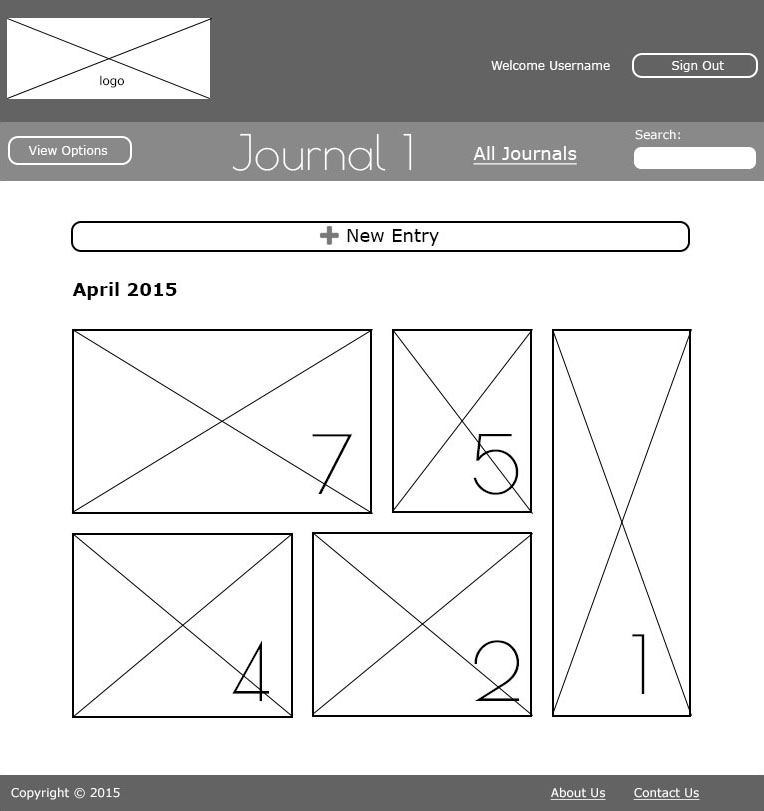 logo
Welcome Username
Sign Out
View Options
Journal 1
All Journals
Search:
New Entry
April 2015
7
5
4
2
1
Copyright © 2015
About Us
Contact Us